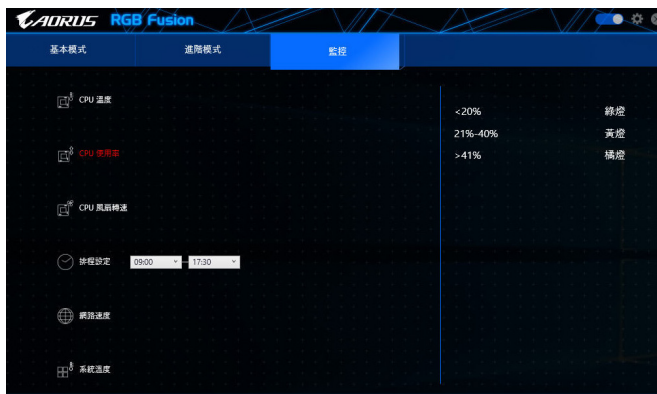 AORUS RGB Fusion
基本模式 進階模式 監控
CPU 溫度
<20% 綠燈
21%-40% 黃燈
CPU 使用率
>41% 橘燈
CPU 風扇轉速
排程設定 09:00 – 17:30
網路速度
系統溫度